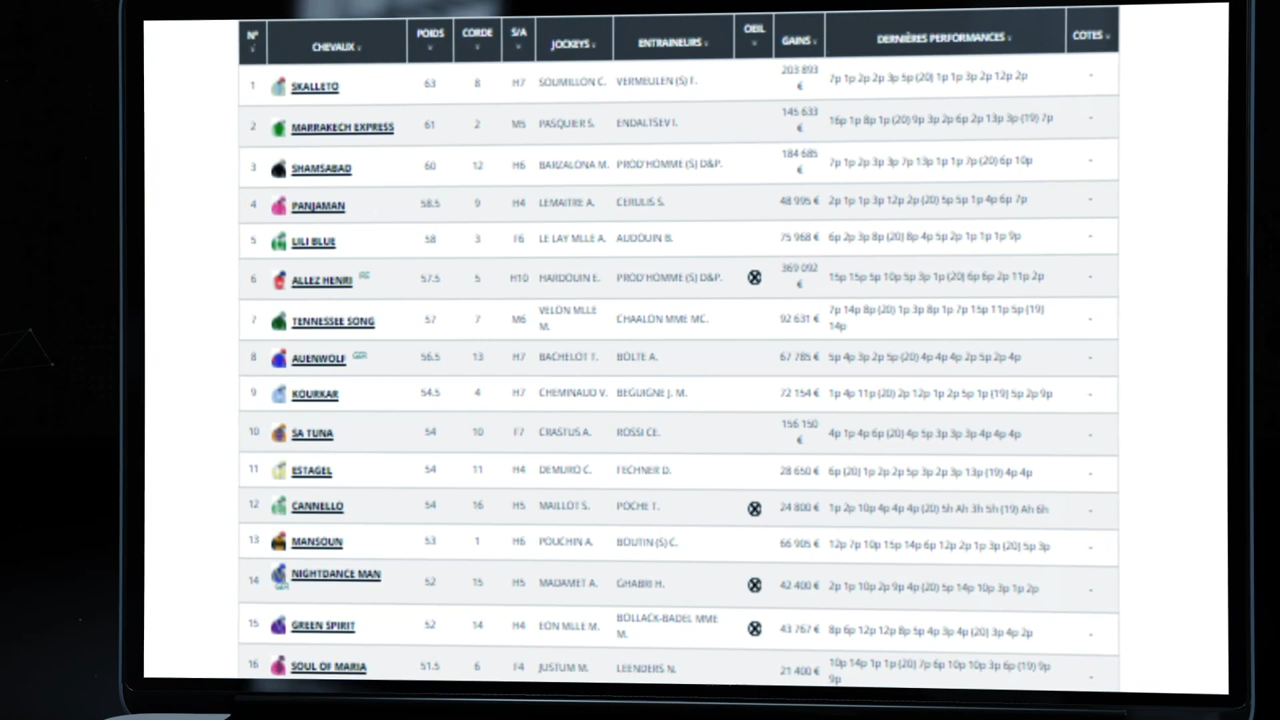 N° CHEVAUX POIDS CORDE S/A JOCKEYS ENTRAINEURS OEIL GAINS DERNIÈRES PERFORMANCES COTES
1 SKALLETO 63 8 H7 SOUMILLON C. VERMEULEN (S) F. 203 893 € 7p 1p 2p 2p 3p 5p (20) 1p 1p 3p 2p 12p 2p -
2 MARRAKECH EXPRESS 61 2 M5 PASQUIER S. ENDALTSEV I. 145 633 € 16p 1p 8p 1p (20) 9p 3p 2p 6p 2p 13p 3p (19) 7p -
3 SHAMSABAD 60 12 H6 BARZALONA M. PROD'HOMME (S) D&P. 184 685 € 7p 1p 2p 3p 3p 7p 13p 1p 1p 7p (20) 6p 10p -
4 PANJAMAN 58.5 9 H4 LEMAITRE A. CERULIS S. 48 995 € 2p 1p 1p 3p 12p 2p (20) 5p 5p 1p 4p 6p 7p -
5 LILI BLUE 58 3 F6 LE LAY MLLE A. AUDOUIN B. 75 968 € 6p 2p 3p 8p (20) 8p 4p 5p 2p 1p 1p 1p 9p -
6 ALLEZ HENRI IRE 57.5 5 H10 HARDOUIN E. PROD'HOMME (S) D&P. 369 092 € 15p 15p 5p 10p 5p 3p 1p (20) 6p 6p 2p 11p 2p -
7 TENNESSEE SONG 57 7 M6 VELON MLLE M. CHAALON MME MC. 92 631 € 7p 14p 8p (20) 1p 3p 8p 1p 7p 15p 11p 5p (19) 14p -
8 AUENWOLF GER 56.5 13 H7 BACHELOT T. BOLTE A. 67 785 € 5p 4p 3p 2p 5p (20) 4p 4p 4p 2p 5p 2p 4p -
9 KOURKAR 54.5 4 H7 CHEMINAUD V. BEGUIGNE J. M. 72 154 € 1p 4p 11p (20) 2p 12p 1p 2p 5p 1p (19) 5p 2p 9p -
10 SA TUNA 54 10 F7 CRASTUS A. ROSSI CE. 156 150 € 4p 1p 4p 6p (20) 4p 5p 3p 3p 3p 4p 4p 4p -
11 ESTAGEL 54 11 H4 DEMURO C. FECHNER D. 28 650 € 6p (20) 1p 2p 2p 5p 3p 2p 3p 13p (19) 4p 4p -
12 CANNELLO 54 16 H5 MAILLOT S. POCHE T. 24 800 € 1p 2p 10p 4p 4p 4p (20) 5h Ah 3h 5h (19) Ah 6h -
13 MANSOUN 53 1 H6 POUCHIN A. BOUTIN (S) C. 66 905 € 12p 7p 10p 15p 14p 6p 12p 2p 1p 3p (20) 5p 3p -
14 NIGHTDANCE MAN GER 52 15 H5 MADAMET A. GHABRI H. 42 400 € 2p 1p 10p 2p 9p 4p (20) 5p 14p 10p 3p 1p 2p -
15 GREEN SPIRIT 52 14 H4 EON MLLE M. BOLLACK-BADEL MME M. 43 767 € 8p 6p 12p 12p 8p 5p 4p 3p 4p (20) 3p 4p 2p -
16 SOUL OF MARIA 51.5 6 F4 JUSTUM M. LEENDERS N. 21 400 € 10p 14p 1p 1p (20) 7p 6p 10p 10p 3p 6p (19) 9p 9p -